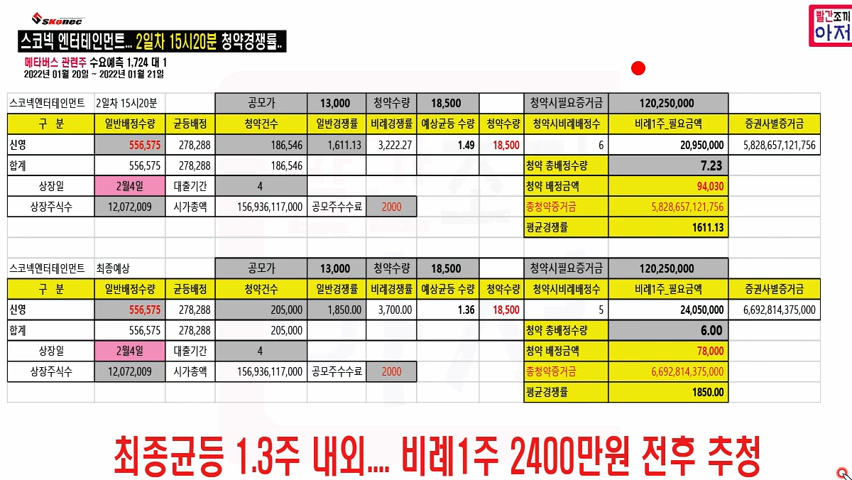 SKonec
빨간조끼
아저
스코넥 엔터테인먼트... 2일차 15시20분 청약경쟁률..
메타버스 관련주 수요예측 1,724 대 1
2022년 01월 20일 ~ 2022년 01월 21일
스코넥엔터테인먼트 2일차 15시20분 공모가 13,000 청약수량 18,500 청약시필요증거금 120,250,000
구 분 일반배정수량 균등배정 청약건수 일반경쟁률 비례경쟁률 예상균등 수량 청약수량 청약시비례배정수 비례1주_필요금액 증권사별증거금
신영 556,575 278,288 186,546 1,611.13 3,222.27 1.49 18,500 6 20,950,000 5,828,657,121,756
합계 556,575 278,288 186,546 청약 총배정수량 7.23
상장일 2월4일 대출기간 4 청약 배정금액 94,030
상장주식수 12,072,009 시가총액 156,936,117,000 공모주수수료 2000 총청약증거금 5,828,657,121,756
평균경쟁률 1611.13
스코넥엔터테인먼트 최종예상 공모가 13,000 청약수량 18,500 청약시필요증거금 120,250,000
구 분 일반배정수량 균등배정 청약건수 일반경쟁률 비례경쟁률 예상균등 수량 청약수량 청약시비례배정수 비례1주_필요금액 증권사별증거금
신영 556,575 278,288 205,000 1,850.00 3,700.00 1.36 18,500 5 24,050,000 6,692,814,375,000
합계 556,575 278,288 205,000 청약 총배정수량 6.00
상장일 2월4일 대출기간 4 청약 배정금액 78,000
상장주식수 12,072,009 시가총액 156,936,117,000 공모주수수료 2000 총청약증거금 6,692,814,375,000
평균경쟁률 1850.00
최종균등 1.3주 내외.... 비례1주 2400만원 전후 추청